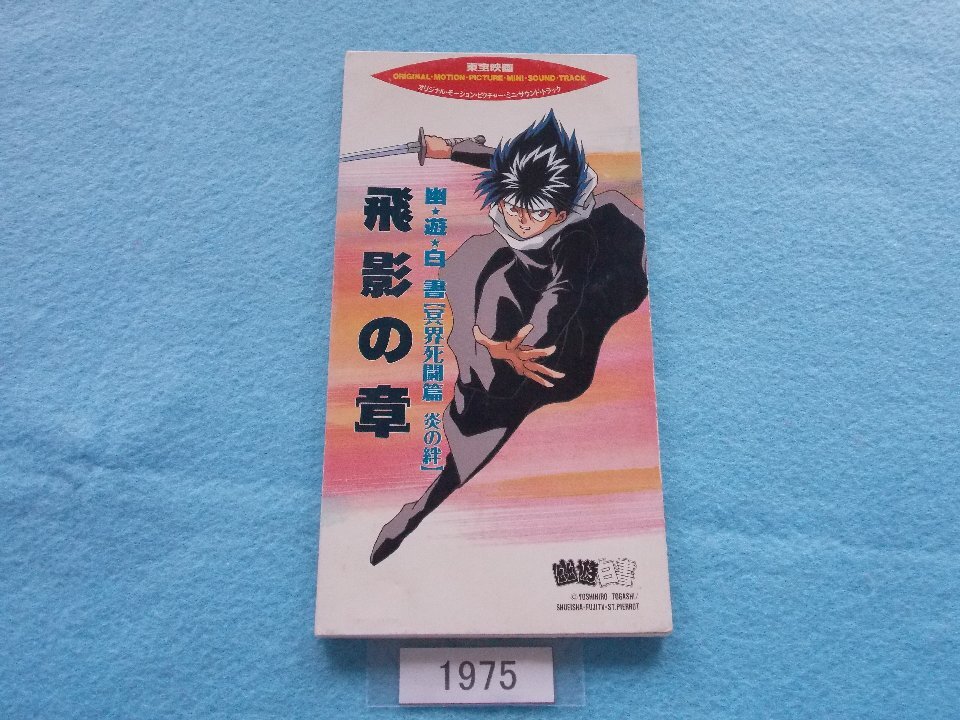 東宝映画
ORIGINAL・MOTION・PICTURE・MINI・SOUND・TRACK
オリジナル・モーション・ピクチャー・ミニ・サウンド・トラック
幽★遊★白書[冥界死闘篇 炎の絆]
飛影の章
幽遊白書
© YOSHIHIRO TOGASHI /
SHUEISHA・FUJITV・ST.PIERROT
1975